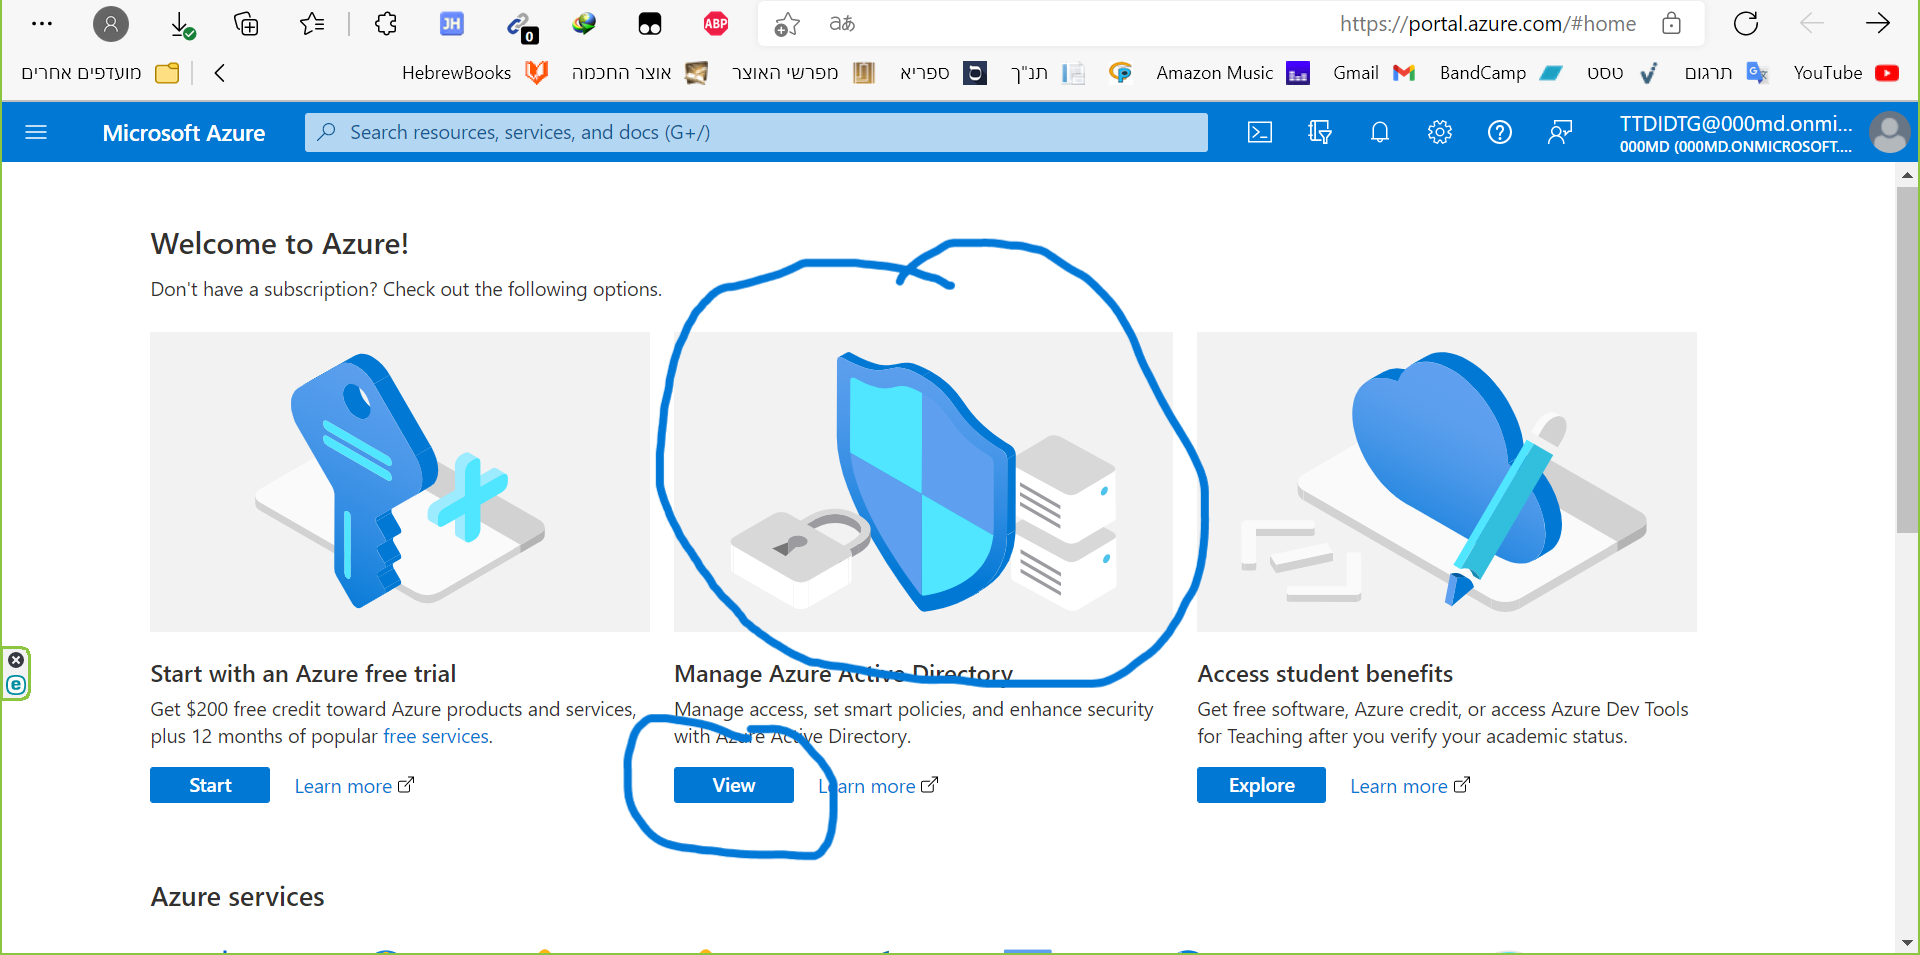 https://portal.azure.com/#home
aあ
ABP
0
JH
YouTube
תרגום
טסט
BandCamp
Gmail
Amazon Music
תנ"ך
ספריא
מפרשי האוצר
אוצר החכמה
HebrewBooks
מועדפים אחרים
Microsoft Azure
Search resources, services, and docs (G+/)
TTDIDTG@000md.onmi...
000MD (000MD.ONMICROSOFT....
Welcome to Azure!
Don't have a subscription? Check out the following options.
Start with an Azure free trial
Get $200 free credit toward Azure products and services,
plus 12 months of popular free services.
Start
Learn more
Manage Azure Active Directory
Manage access, set smart policies, and enhance security
with Azure Active Directory.
View
Learn more
Access student benefits
Get free software, Azure credit, or access Azure Dev Tools
for Teaching after you verify your academic status.
Explore
Learn more
Azure services